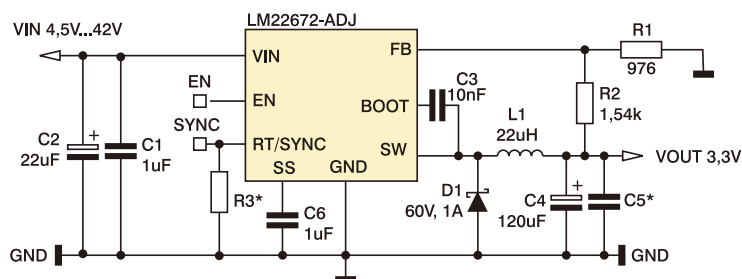 LM22672-ADJ
VIN 4,5V...42V
VIN
FB
R1
976
EN
EN
C3
10nF
R2
1,54k
BOOT
SYNC
L1
22uH
C2
22uF
+
C1
1uF
RT/SYNC
SW
VOUT 3,3V
SS
GND
R3*
D1
60V, 1A
C4
120uF
+
C5*
C6
1uF
GND
GND